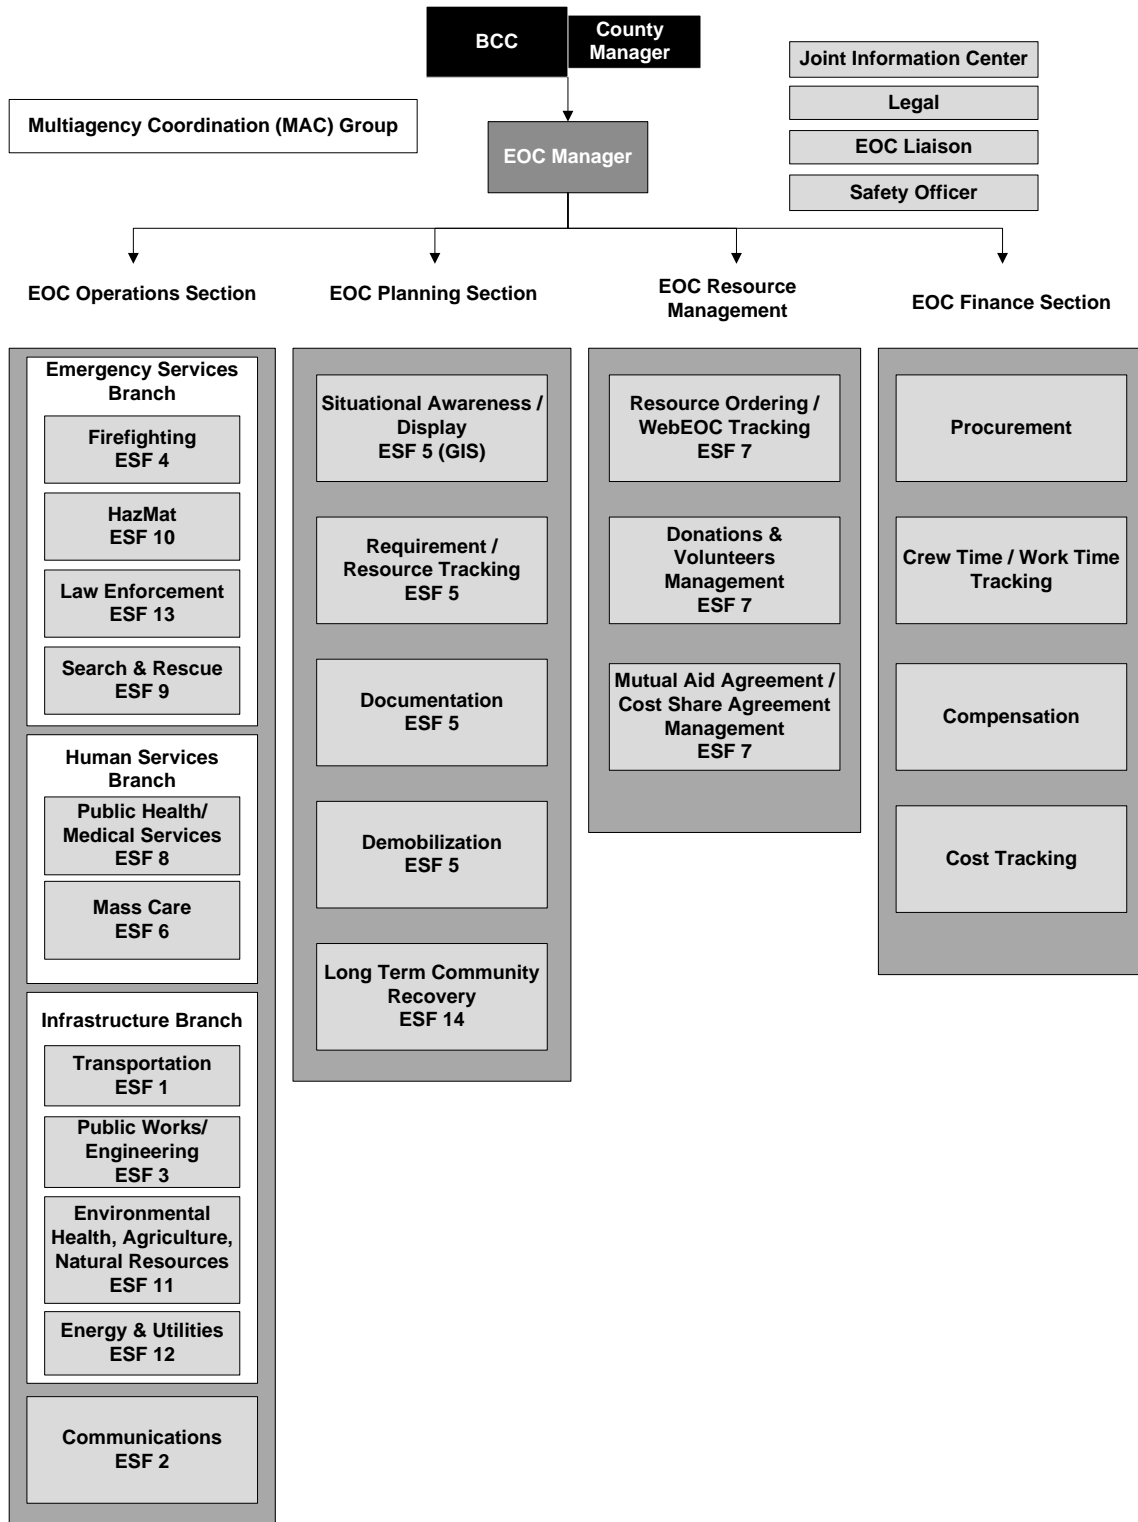 BCC
County
Manager
Joint Information Center
Legal
EOC Liaison
Safety Officer
Multiagency Coordination (MAC) Group
EOC Manager
EOC Operations Section
EOC Planning Section
EOC Resource
Management
EOC Finance Section
Emergency Services
Branch
Firefighting
ESF 4
HazMat
ESF 10
Law Enforcement
ESF 13
Search & Rescue
ESF 9
Human Services
Branch
Public Health/
Medical Services
ESF 8
Mass Care
ESF 6
Infrastructure Branch
Transportation
ESF 1
Public Works/
Engineering
ESF 3
Environmental
Health, Agriculture,
Natural Resources
ESF 11
Energy & Utilities
ESF 12
Communications
ESF 2
Situational Awareness /
Display
ESF 5 (GIS)
Requirement /
Resource Tracking
ESF 5
Documentation
ESF 5
Demobilization
ESF 5
Long Term Community
Recovery
ESF 14
Resource Ordering /
WebEOC Tracking
ESF 7
Donations &
Volunteers
Management
ESF 7
Mutual Aid Agreement /
Cost Share Agreement
Management
ESF 7
Procurement
Crew Time / Work Time
Tracking
Compensation
Cost Tracking